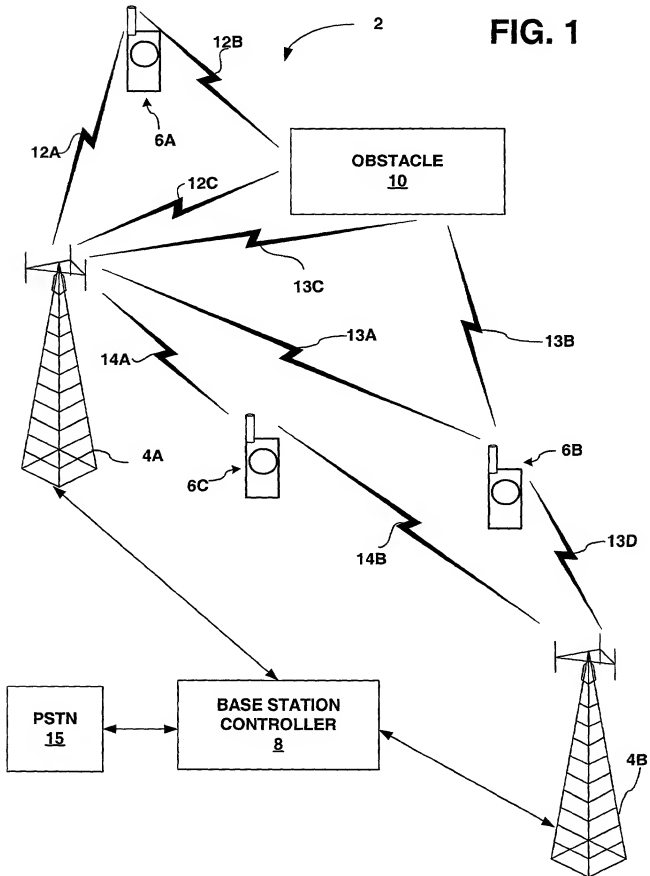 FIG. 1
2
12B
6A
12A
OBSTACLE
10
12C
13C
13A
13B
14A
4A
6C
6B
14B
13D
PSTN
15
BASE STATION
CONTROLLER
8
4B